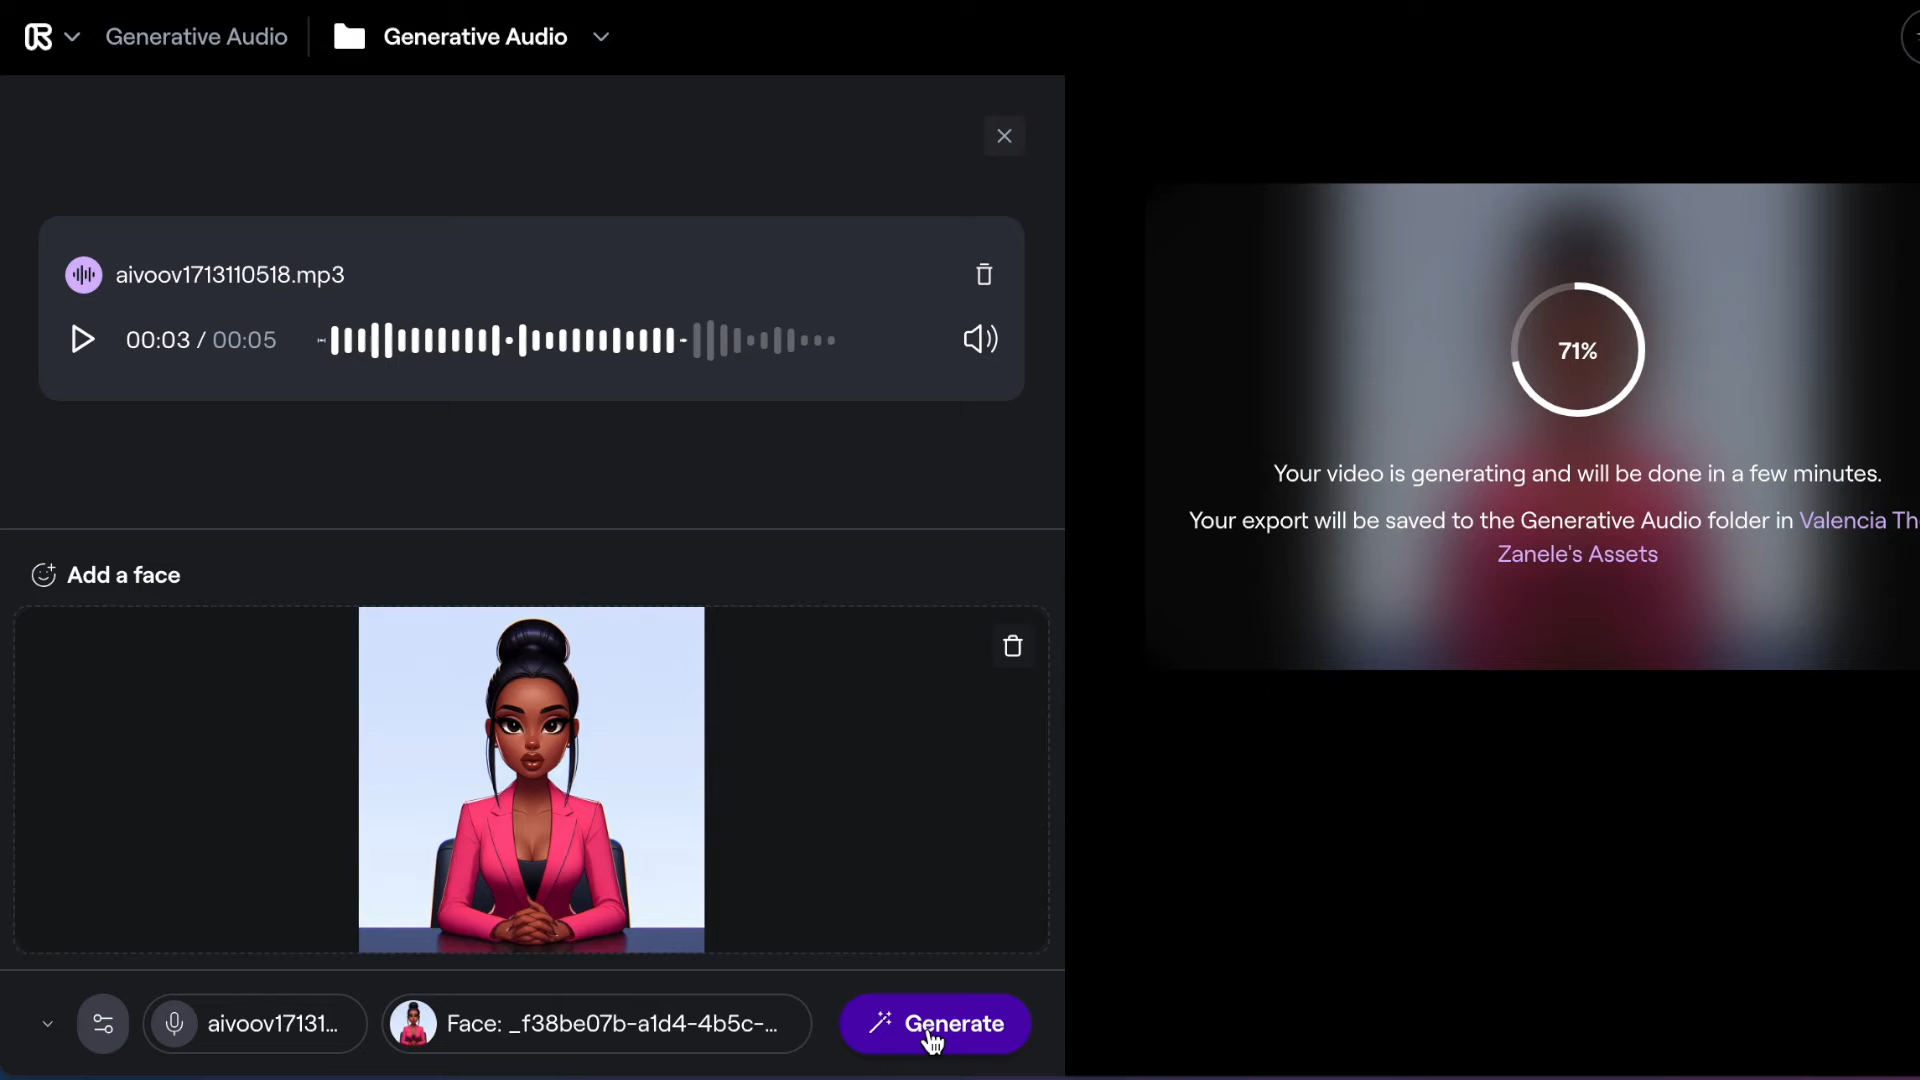 Generative Audio
Generative Audio
aivoov1713110518.mp3
00:03 / 00:05
71%
Your video is generating and will be done in a few minutes.
Your export will be saved to the Generative Audio folder in Valencia
Zanele's Assets
Add a face
aivoov17131...
Face: _f38be07b-a1d4-4b5c-...
Generate